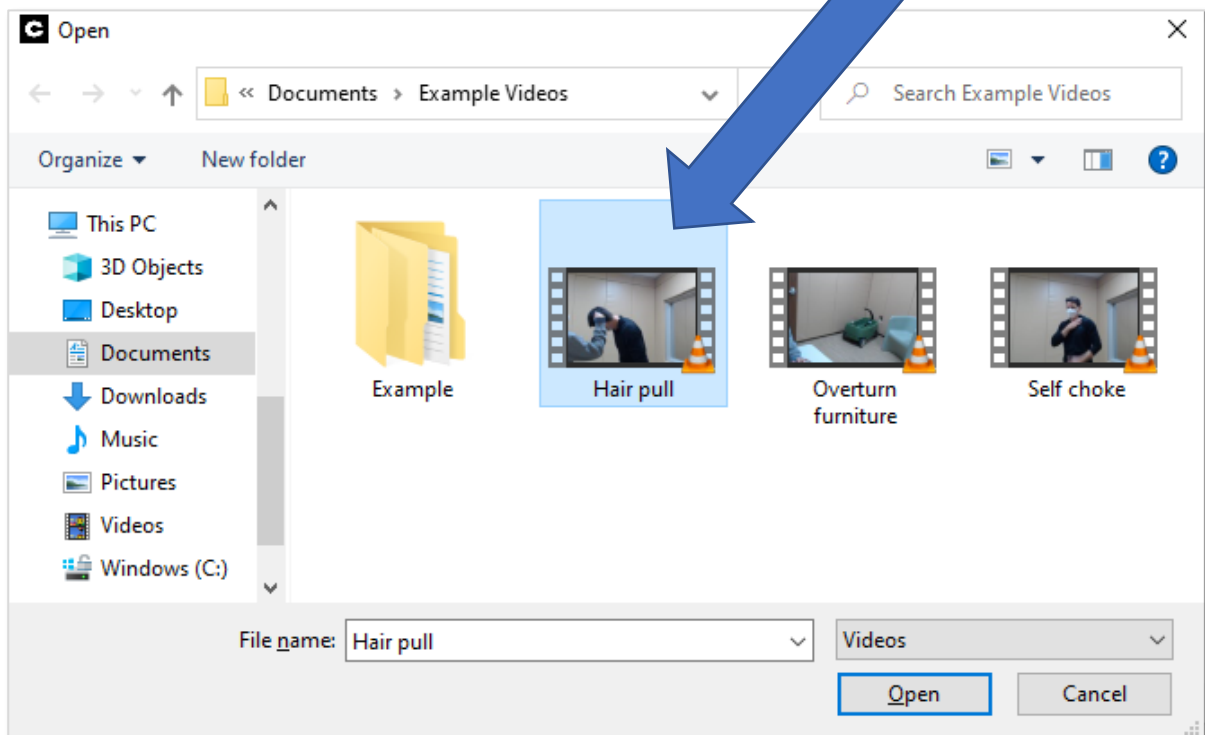 Open
« Documents › Example Videos
Search Example Videos
Organize
New folder
This PC
3D Objects
Desktop
Documents
Downloads
Music
Pictures
Videos
Windows (C:)
Example
Hair pull
Overturn
furniture
Self choke
File name: Hair pull
Videos
Open
Cancel